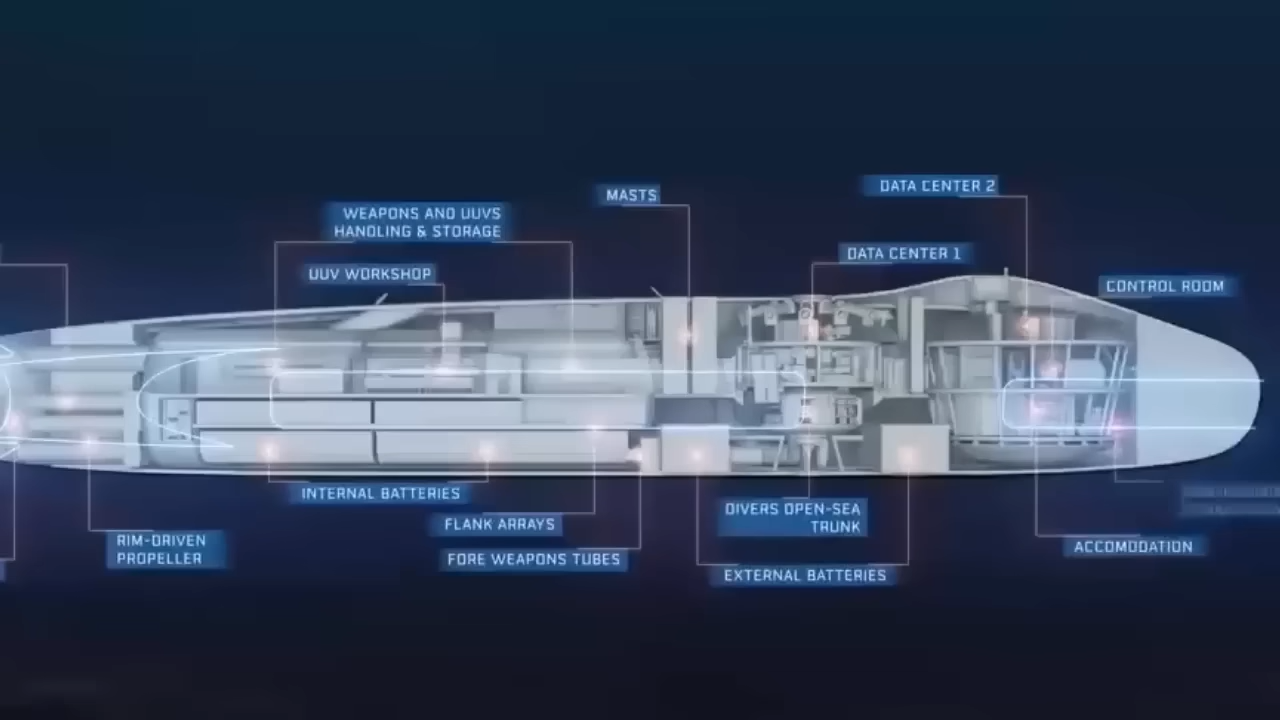 DATA CENTER 2
MASTS
WEAPONS AND UUVS
HANDLING & STORAGE
DATA CENTER 1
UUV WORKSHOP
CONTROL ROOM
INTERNAL BATTERIES
DIVERS OPEN-SEA
TRUNK
FLANK ARRAYS
RIM-DRIVEN
PROPELLER
ACCOMODATION
FORE WEAPONS TUBES
EXTERNAL BATTERIES